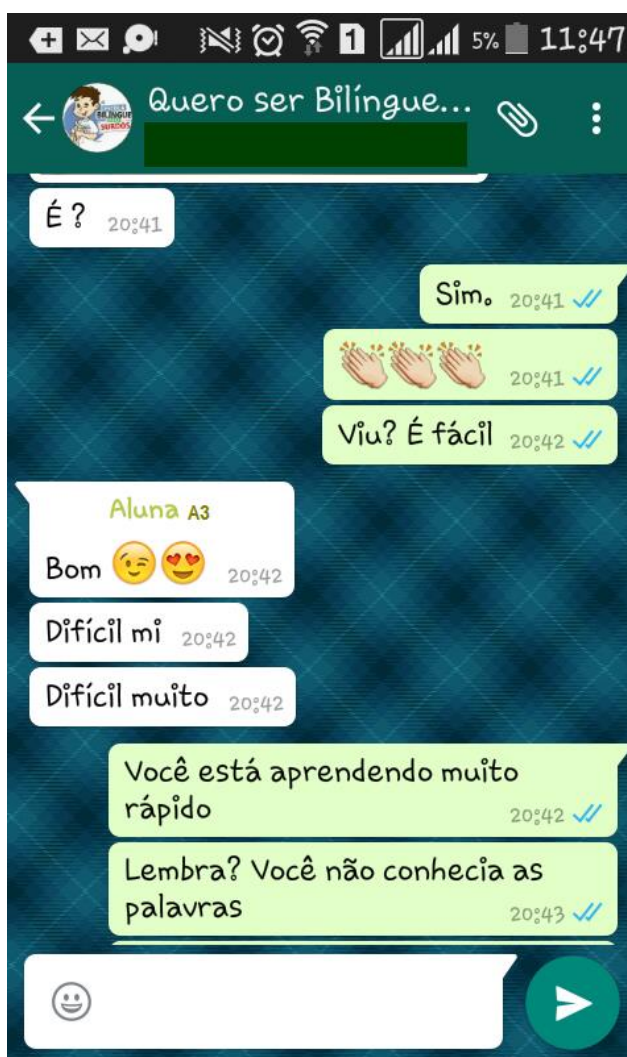 5% 11:47
Quero ser Bilíngue...
BILINGUE
SURDOS
É ? 20:41
Sim. 20:41
20:41
Viu? É fácil 20:42
Aluna A3
Bom 20:42
Difícil mi 20:42
Difícil muito 20:42
Você está aprendendo muito
rápido 20:42
Lembra? Você não conhecia as
palavras 20:43